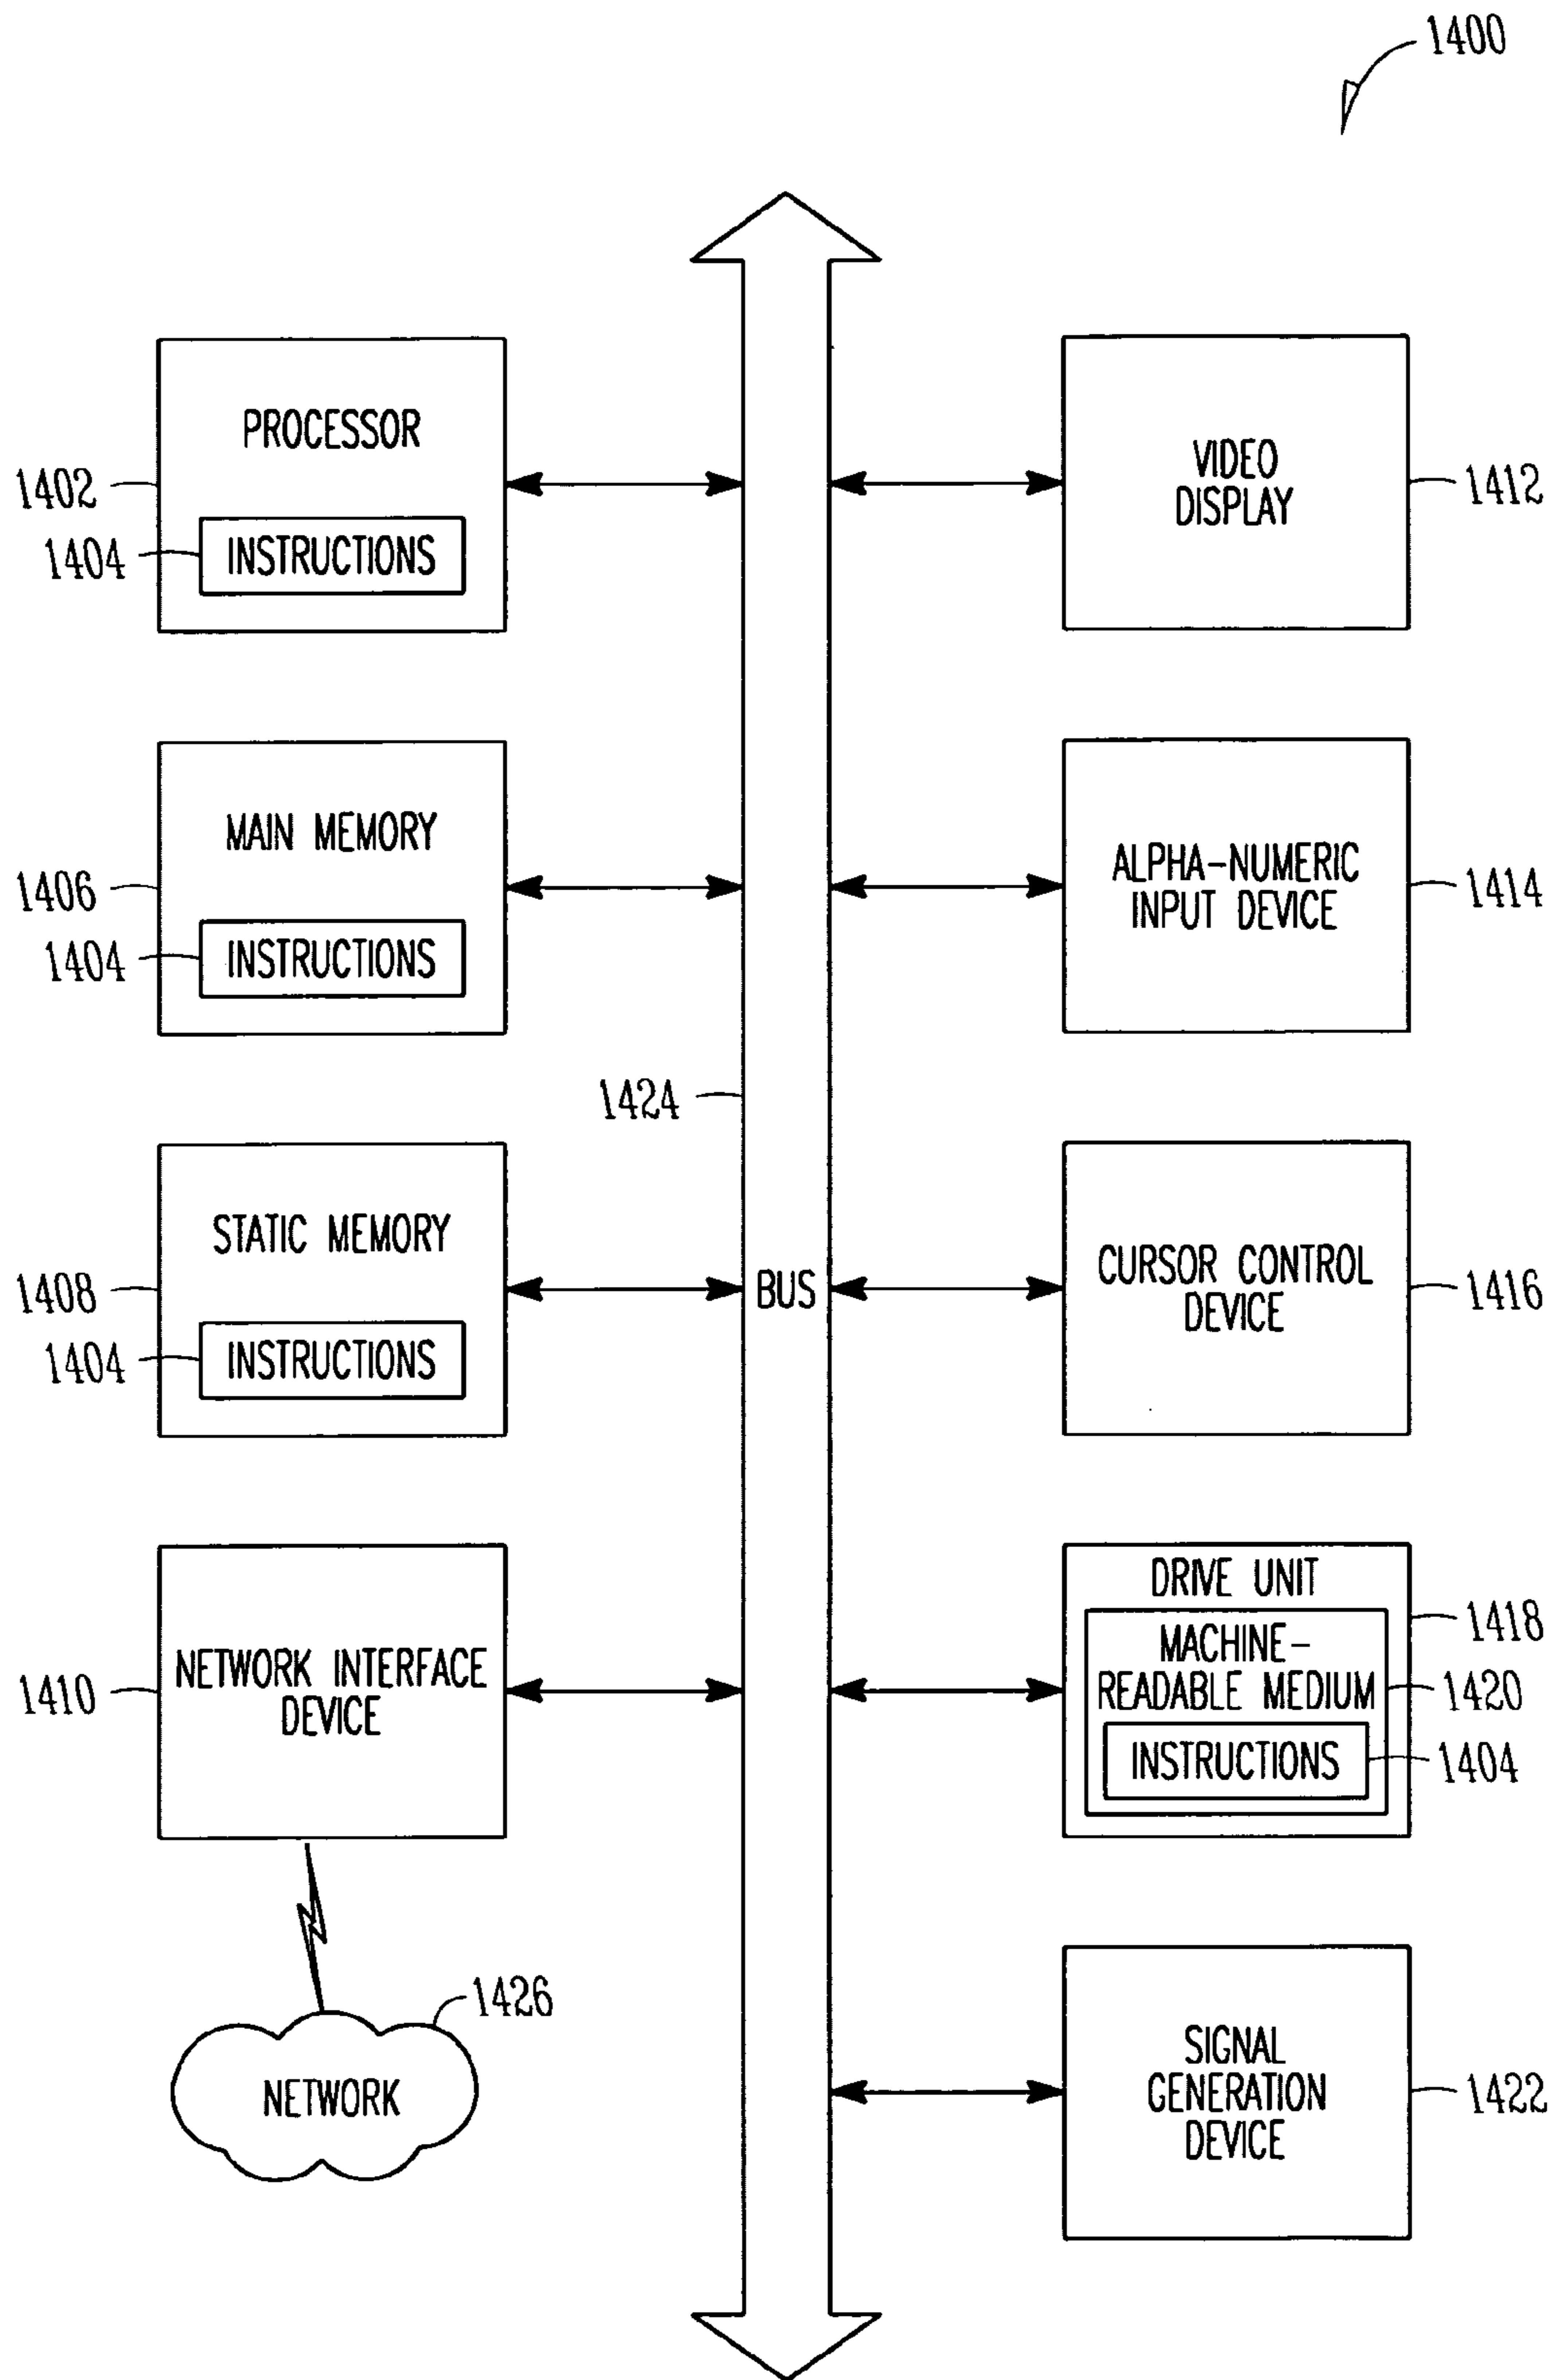 1400
PROCESSOR
1402
1404
INSTRUCTIONS
VIDEO
DISPLAY
1412
MAIN MEMORY
1406
1404
INSTRUCTIONS
ALPHA-NUMERIC
INPUT DEVICE
1414
1424
STATIC MEMORY
1408
1404
INSTRUCTIONS
BUS
CURSOR CONTROL
DEVICE
1416
NETWORK INTERFACE
DEVICE
1410
DRIVE UNIT
1418
MACHINE-
READABLE MEDIUM
1420
INSTRUCTIONS
1404
1426
NETWORK
SIGNAL
GENERATION
DEVICE
1422